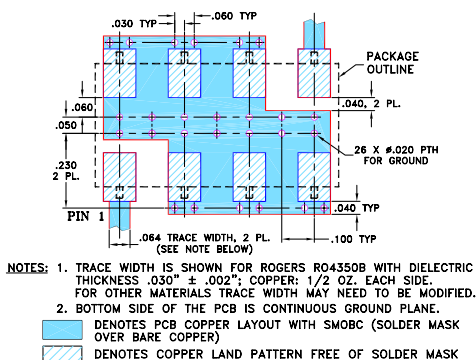 .030 TYP
.060 TYP
PACKAGE
OUTLINE
.040, 2 PL.
.060
.050
.230
2 PL.
26 X ø.020 PTH
FOR GROUND
PIN 1
.040 TYP
.064 TRACE WIDTH, 2 PL.
(SEE NOTE BELOW)
.100 TYP
NOTES: 1. TRACE WIDTH IS SHOWN FOR ROGERS RO4350B WITH DIELECTRIC
THICKNESS .030" ± .002"; COPPER: 1/2 OZ. EACH SIDE.
FOR OTHER MATERIALS TRACE WIDTH MAY NEED TO BE MODIFIED.
2. BOTTOM SIDE OF THE PCB IS CONTINUOUS GROUND PLANE.
DENOTES PCB COPPER LAYOUT WITH SMOBC (SOLDER MASK
OVER BARE COPPER)
DENOTES COPPER LAND PATTERN FREE OF SOLDER MASK